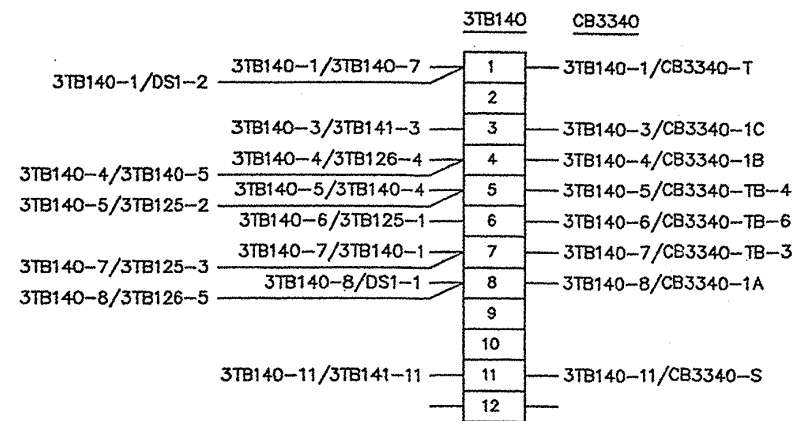 3TB140 CB3340
3TB140-1/3TB140-7 1 3TB140-1/CB3340-T
3TB140-1/DS1-2
2
3TB140-3/3TB141-3 3 3TB140-3/CB3340-1C
3TB140-4/3TB126-4 4 3TB140-4/CB3340-1B
3TB140-4/3TB140-5
3TB140-5/3TB140-4 5 3TB140-5/CB3340-TB-4
3TB140-5/3TB125-2
3TB140-6/3TB125-1 6 3TB140-6/CB3340-TB-6
3TB140-7/3TB140-1 7 3TB140-7/CB3340-TB-3
3TB140-7/3TB125-3
3TB140-8/DS1-1 8 3TB140-8/CB3340-1A
3TB140-8/3TB126-5
9
10
3TB140-11/3TB141-11 11 3TB140-11/CB3340-S
12